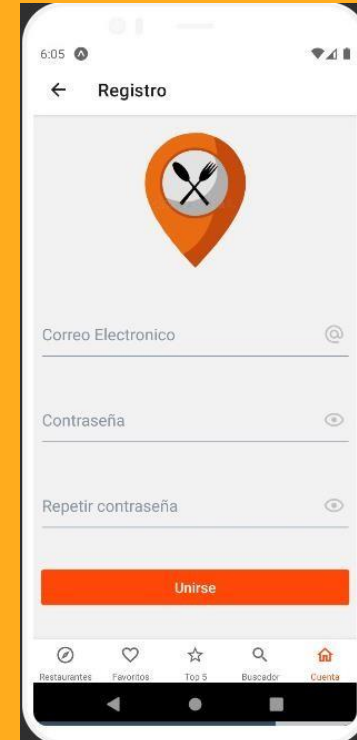 6:05
Registro
Correo Electronico
Contraseña
Repetir contraseña
Unirse
Restaurantes Favoritos Top 5 Buscador Cuenta